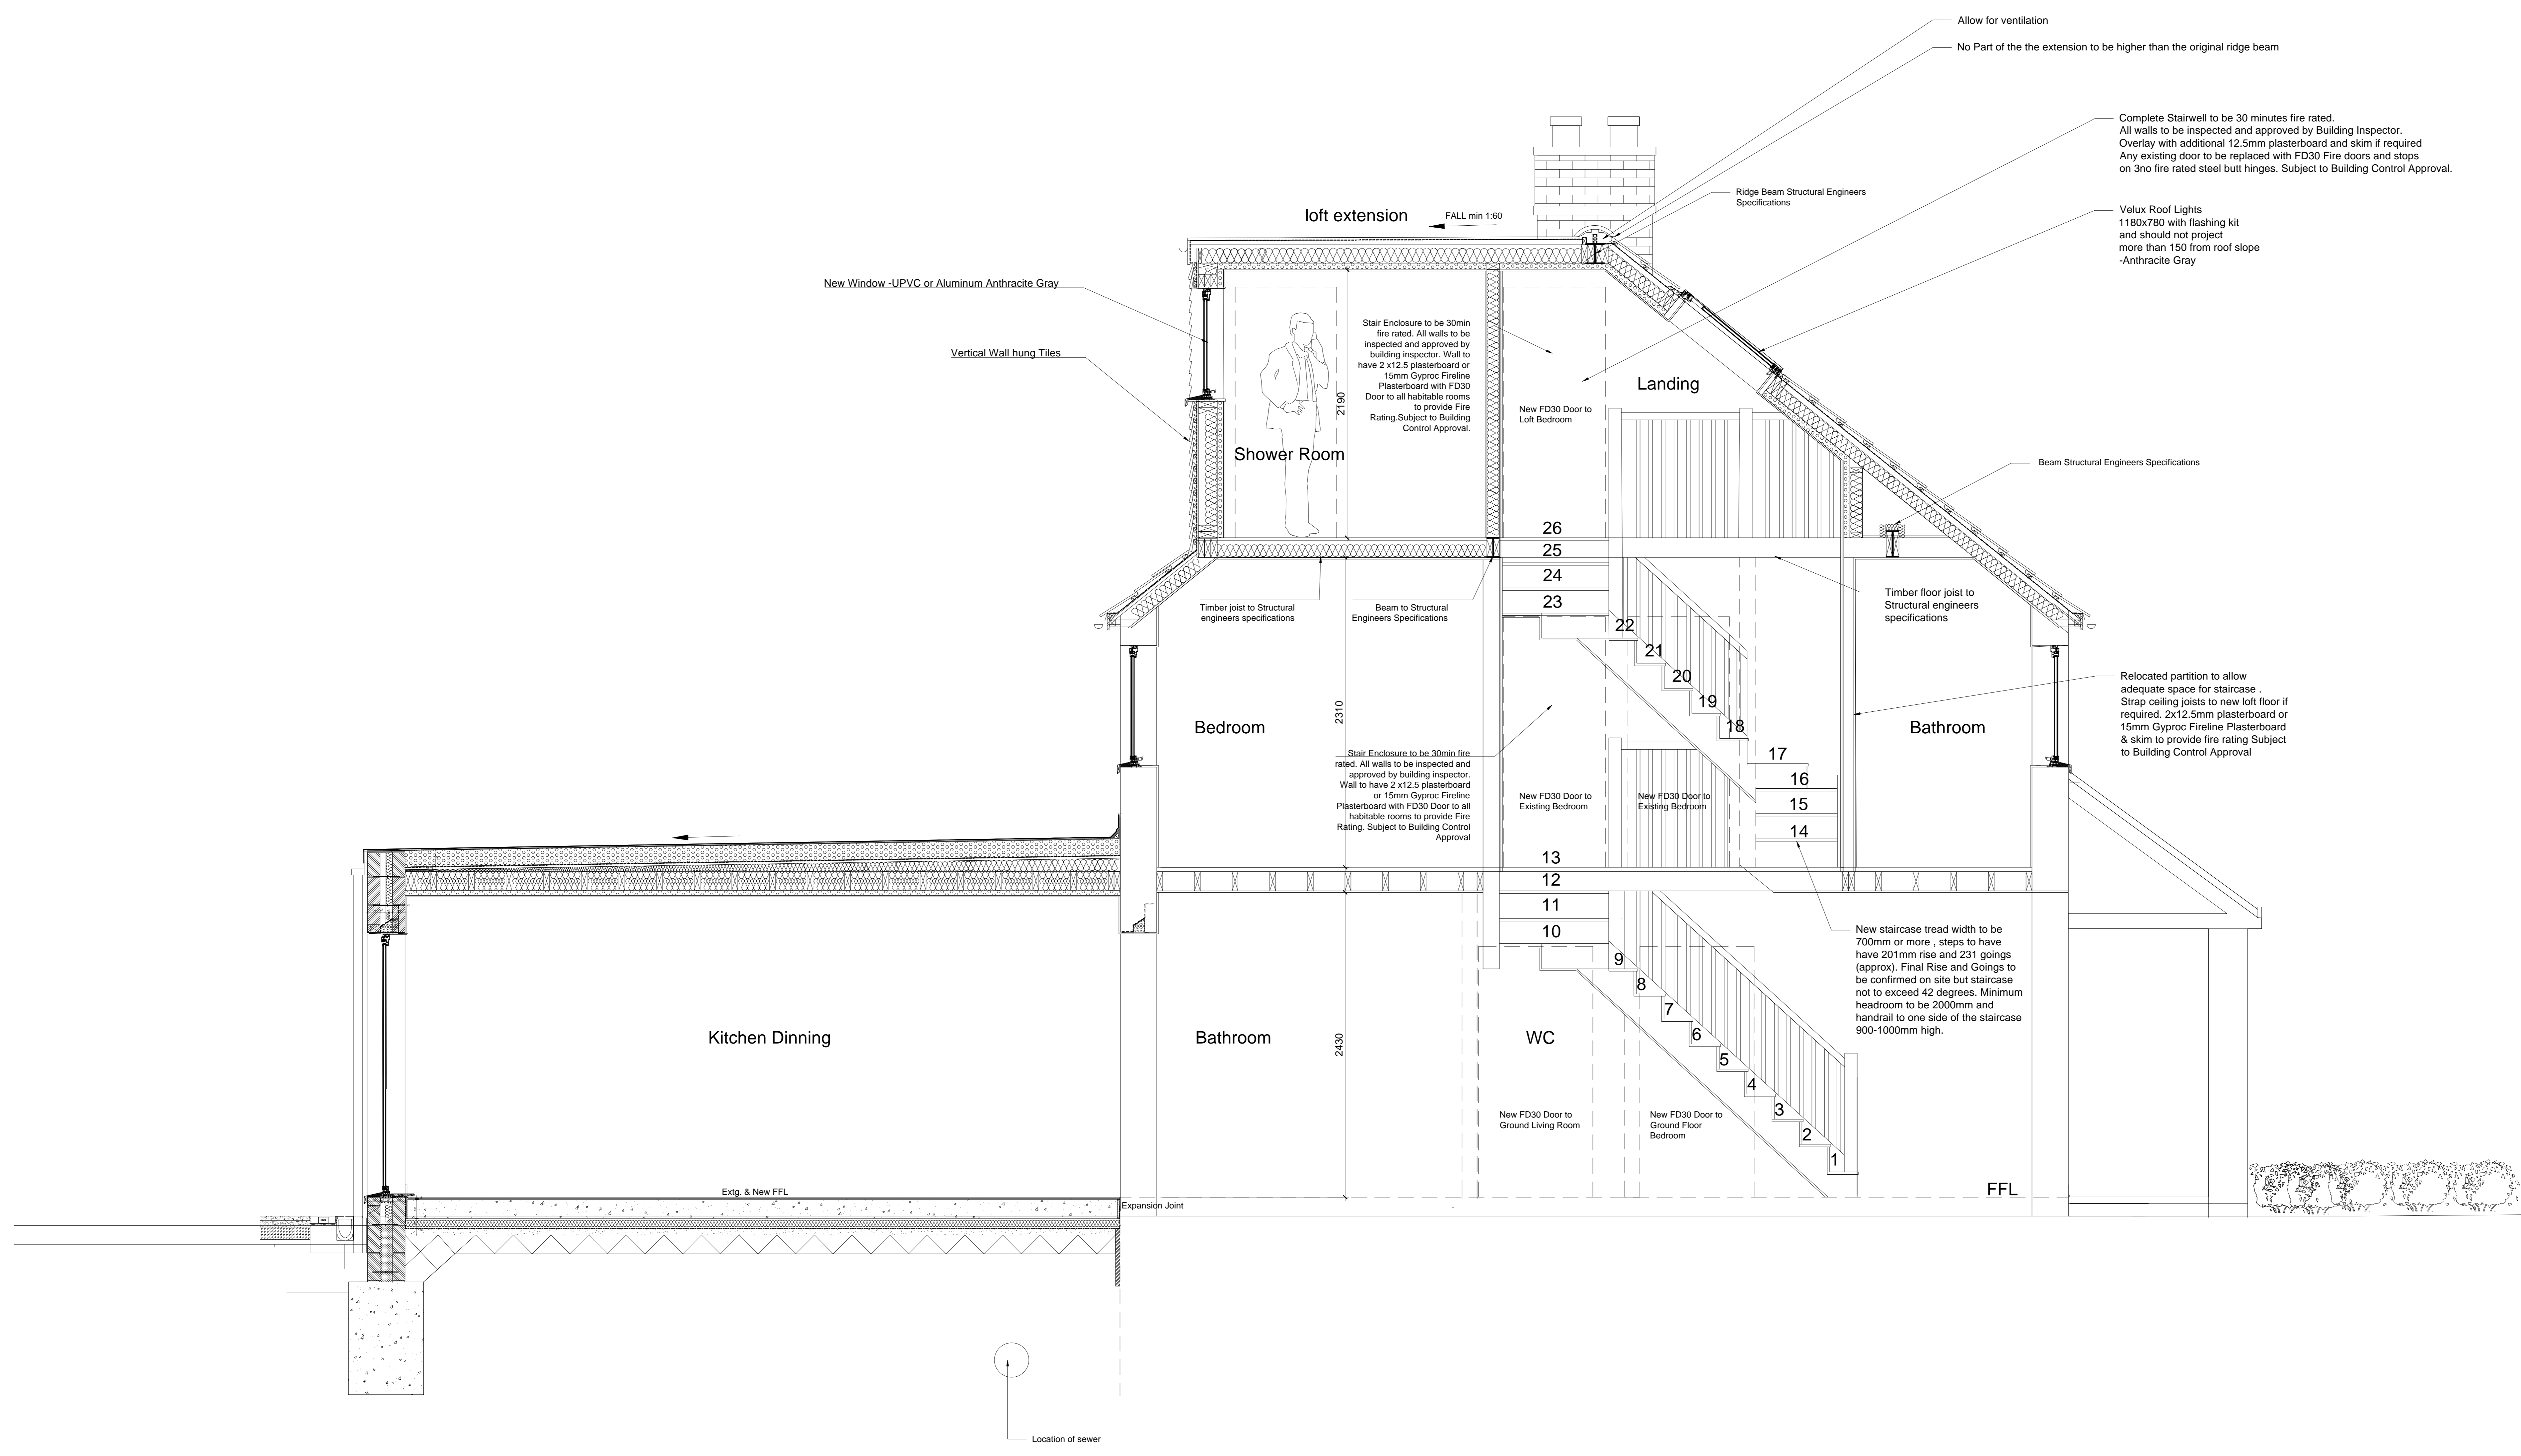 Allow for ventilation
No Part of the the extension to be higher than the original ridge beam
Complete Stairwell to be 30 minutes fire rated.
All walls to be inspected and approved by Building Inspector.
Overlay with additional 12.5mm plasterboard and skim if required
Any existing door to be replaced with FD30 Fire doors and stops
on 3no fire rated steel butt hinges. Subject to Building Control Approval.
Ridge Beam Structural Engineers
Specifications
loft extension
FALL min 1:60
Velux Roof Lights
1180x780 with flashing kit
and should not project
more than 150 from roof slope
-Anthracite Gray
New Window -UPVC or Aluminum Anthracite Gray
Vertical Wall hung Tiles
Stair Enclosure to be 30min
fire rated. All walls to be
inspected and approved by
building inspector. Wall to
have 2 x12.5 plasterboard or
15mm Gyproc Fireline
Plasterboard with FD30
Door to all habitable rooms
to provide Fire
Rating.Subject to Building
Control Approval.
2190
Landing
New FD30 Door to
Loft Bedroom
Shower Room
Beam Structural Engineers Specifications
26
25
24
23
22
21
20
19
18
17
16
15
14
Timber joist to Structural
engineers specifications
Beam to Structural
Engineers Specifications
Timber floor joist to
Structural engineers
specifications
Relocated partition to allow
adequate space for staircase .
Strap ceiling joists to new loft floor if
required. 2x12.5mm plasterboard or
15mm Gyproc Fireline Plasterboard
& skim to provide fire rating Subject
to Building Control Approval
Bedroom
2310
Bathroom
Stair Enclosure to be 30min fire
rated. All walls to be inspected and
approved by building inspector.
Wall to have 2 x12.5 plasterboard
or 15mm Gyproc Fireline
Plasterboard with FD30 Door to all
habitable rooms to provide Fire
Rating. Subject to Building Control
Approval
New FD30 Door to
Existing Bedroom
New FD30 Door to
Existing Bedroom
13
12
11
10
9
8
7
6
5
4
3
2
1
New staircase tread width to be
700mm or more , steps to have
have 201mm rise and 231 goings
(approx). Final Rise and Goings to
be confirmed on site but staircase
not to exceed 42 degrees. Minimum
headroom to be 2000mm and
handrail to one side of the staircase
900-1000mm high.
Kitchen Dinning
Bathroom
2430
WC
New FD30 Door to
Ground Living Room
New FD30 Door to
Ground Floor
Bedroom
Extg. & New FFL
FFL
Expansion Joint
Location of sewer